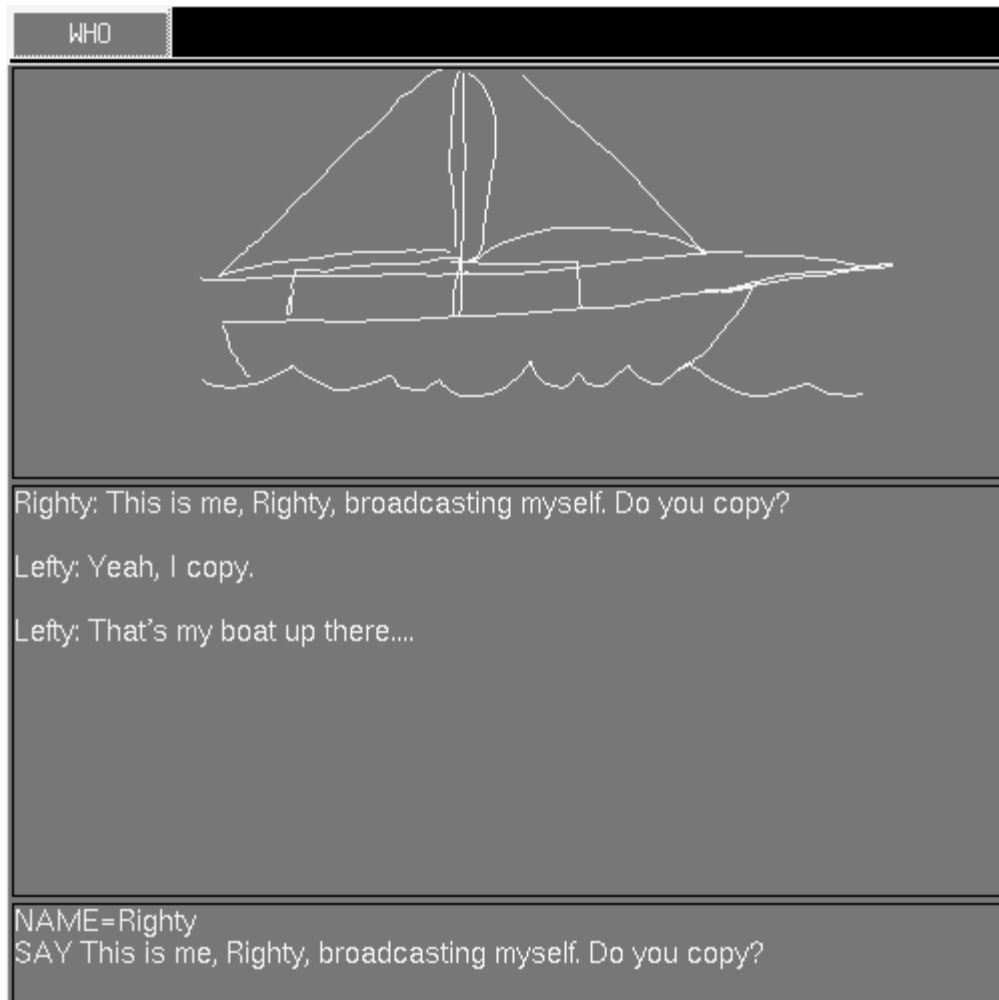 WHO
Righty: This is me, Righty, broadcasting myself. Do you copy?
Lefty: Yeah, I copy.
Lefty: That's my boat up there....
NAME=Righty
SAY This is me, Righty, broadcasting myself. Do you copy?